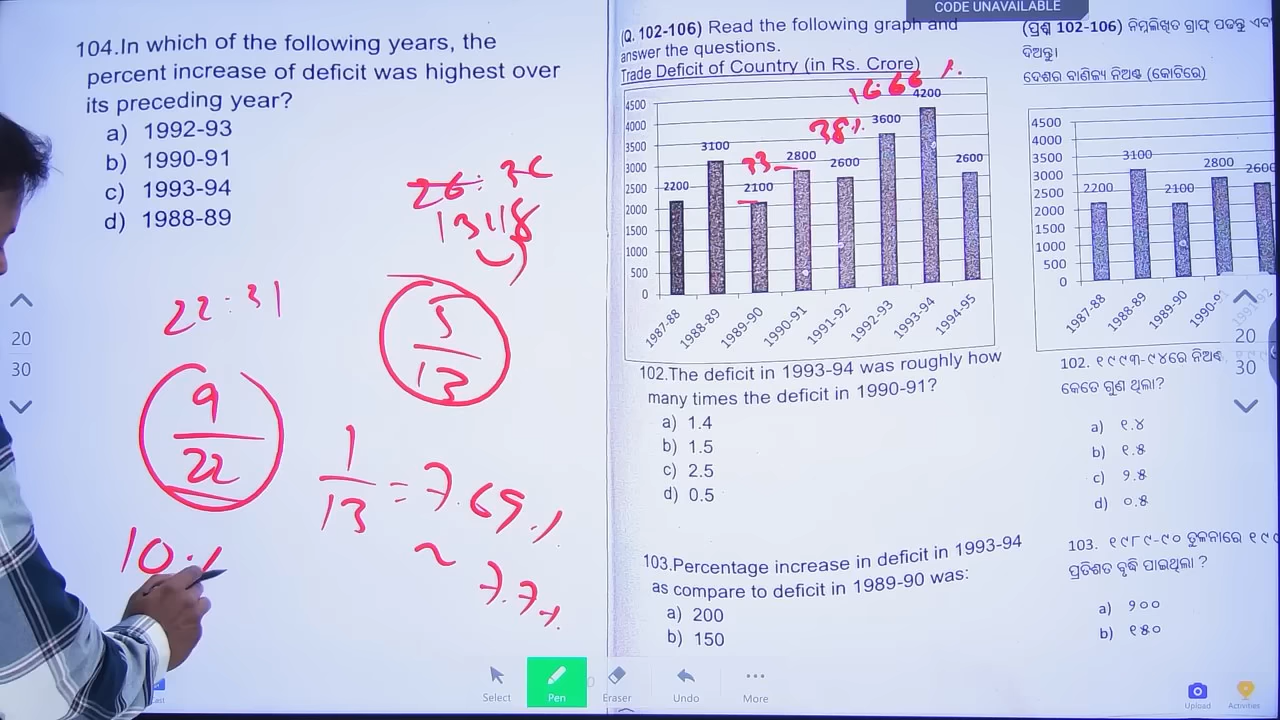 CODE UNAVAILABLE
104.In which of the following years, the
percent increase of deficit was highest over
its preceding year?
a) 1992-93
b) 1990-91
c) 1993-94
d) 1988-89
26 : 36
13 : 18
5
13
22 : 31
9
22
1
13 = 7.69 %
~ 7.7%
10 %
20
30
(Q. 102-106) Read the following graph and
answer the questions.
Trade Deficit of Country (in Rs. Crore)
16.66 %
38%
33
4500
4000
3500
3000
2500
2000
1500
1000
500
0
2200
3100
2100
2800
2600
3600
4200
2600
1987-88
1988-89
1989-90
1990-91
1991-92
1992-93
1993-94
1994-95
102.The deficit in 1993-94 was roughly how
many times the deficit in 1990-91?
a) 1.4
b) 1.5
c) 2.5
d) 0.5
103.Percentage increase in deficit in 1993-94
as compare to deficit in 1989-90 was:
a) 200
b) 150
(ପ୍ରଶ୍ନ 102-106) ନିମ୍ନଲିଖିତ ଗ୍ରାଫ୍ ପଢନ୍ତୁ ଏବଂ
ଦିଅନ୍ତୁ।
ଦେଶର ବାଣିଜ୍ୟ ନିଅଣ୍ଟ (କୋଟିରେ)
4500
4000
3500
3000
2500
2000
1500
1000
500
0
2200
3100
2100
2800
2600
1987-88
1988-89
1989-90
1990-91
1991-92
20
30
102. ୧୯୯୩-୯୪ରେ ନିଅଣ୍ଟ
କେତେ ଗୁଣ ଥିଲା?
a) ୧.୪
b) ୧.୫
c) ୨.୫
d) ୦.୫
103. ୧୯୮୯-୯୦ ତୁଳନାରେ ୧୯୯
ପ୍ରତିଶତ ବୃଦ୍ଧି ପାଇଥିଲା ?
a) ୨୦୦
b) ୧୫୦
Select
Pen
Eraser
Undo
More
Upload
Activities